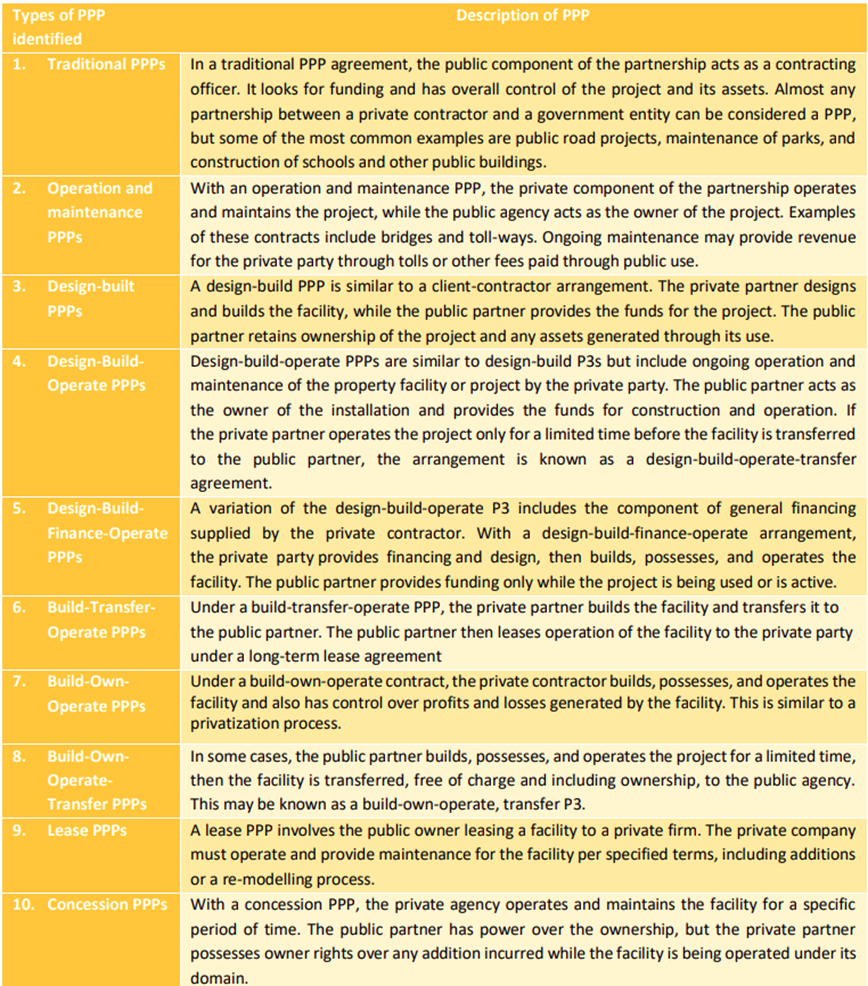 Types of PPP identified
Description of PPP
1. Traditional PPPs
In a traditional PPP agreement, the public component of the partnership acts as a contracting
officer. It looks for funding and has overall control of the project and its assets. Almost any
partnership between a private contractor and a government entity can be considered a PPP,
but some of the most common examples are public road projects, maintenance of parks, and
construction of schools and other public buildings.
2. Operation and
maintenance
PPPs
With an operation and maintenance PPP, the private component of the partnership operates
and maintains the project, while the public agency acts as the owner of the project. Examples
of these contracts include bridges and toll-ways. Ongoing maintenance may provide revenue
for the private party through tolls or other fees paid through public use.
3. Design-built
PPPs
A design-build PPP is similar to a client-contractor arrangement. The private partner designs
and builds the facility, while the public partner provides the funds for the project. The public
partner retains ownership of the project and any assets generated through its use.
4. Design-Build-
Operate PPPs
Design-build-operate PPPs are similar to design-build P3s but include ongoing operation and
maintenance of the property facility or project by the private party. The public partner acts as
the owner of the installation and provides the funds for construction and operation. If
the private partner operates the project only for a limited time before the facility is transferred
to the public partner, the arrangement is known as a design-build-operate-transfer
agreement.
5. Design-Build-
Finance-Operate
PPPs
A variation of the design-build-operate P3 includes the component of general financing
supplied by the private contractor. With a design-build-finance-operate arrangement,
the private party provides financing and design, then builds, possesses, and operates the
facility. The public partner provides funding only while the project is being used or is active.
6. Build-Transfer-
Operate PPPs
Under a build-transfer-operate PPP, the private partner builds the facility and transfers it to
the public partner. The public partner then leases operation of the facility to the private party
under a long-term lease agreement
7. Build-Own-
Operate PPPs
Under a build-own-operate contract, the private contractor builds, possesses, and operates the
facility and also has control over profits and losses generated by the facility. This is similar to a
privatization process.
8. Build-Own-
Operate-
Transfer PPPs
In some cases, the public partner builds, possesses, and operates the project for a limited time,
then the facility is transferred, free of charge and including ownership, to the public agency.
This may be known as a build-own-operate, transfer P3.
9. Lease PPPs
A lease PPP involves the public owner leasing a facility to a private firm. The private company
must operate and provide maintenance for the facility per specified terms, including additions
or a re-modelling process.
10. Concession PPPs
With a concession PPP, the private agency operates and maintains the facility for a specific
period of time. The public partner has power over the ownership, but the private partner
possesses owner rights over any addition incurred while the facility is being operated under its
domain.